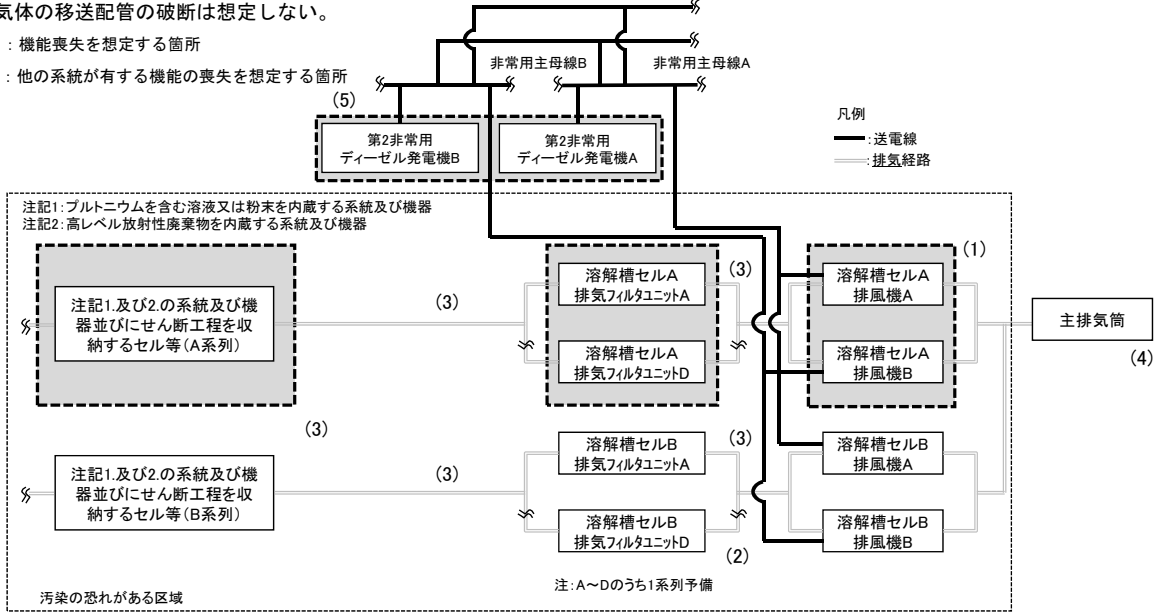 気体の移送配管の破断は想定しない。
：機能喪失を想定する箇所
：他の系統が有する機能の喪失を想定する箇所
非常用主母線B
非常用主母線A
(5)
第2非常用
ディーゼル発電機B
第2非常用
ディーゼル発電機A
凡例
:送電線
:排気経路
注記1:プルトニウムを含む溶液又は粉末を内蔵する系統及び機器
注記2:高レベル放射性廃棄物を内蔵する系統及び機器
注記1.及び2.の系統及び機
器並びにせん断工程を収
納するセル等(A系列)
(3)
溶解槽セルA
排気フィルタユニットA
(3)
溶解槽セルA
排気フィルタユニットD
溶解槽セルA
排風機A
(1)
溶解槽セルA
排風機B
主排気筒
(4)
(3)
注記1.及び2.の系統及び機
器並びにせん断工程を収
納するセル等(B系列)
(3)
溶解槽セルB
排気フィルタユニットA
(3)
溶解槽セルB
排気フィルタユニットD
(2)
溶解槽セルB
排風機A
溶解槽セルB
排風機B
注:A～Dのうち1系列予備
汚染の恐れがある区域